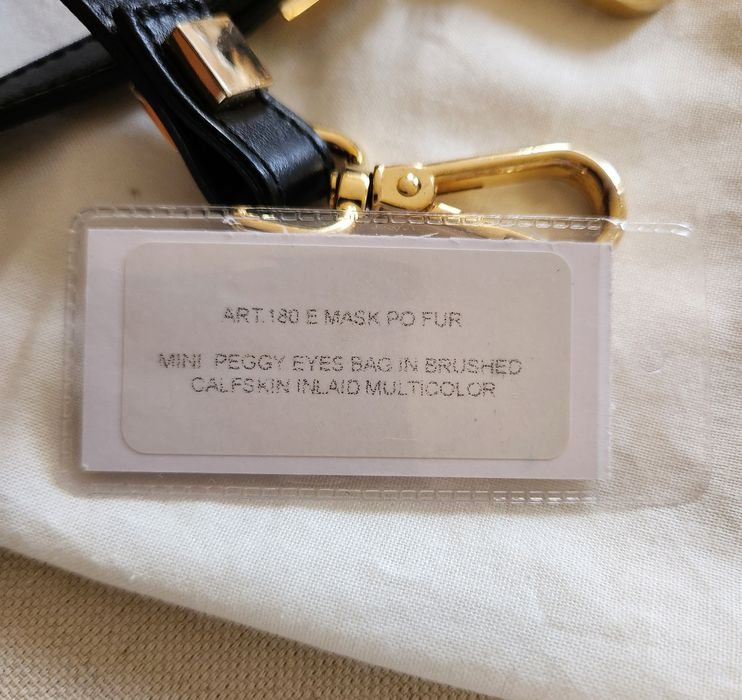 ART.180 E MASK PO FUR
MINI PEGGY EYES BAG IN BRUSHED
CALFSKIN INLAID MULTICOLOR